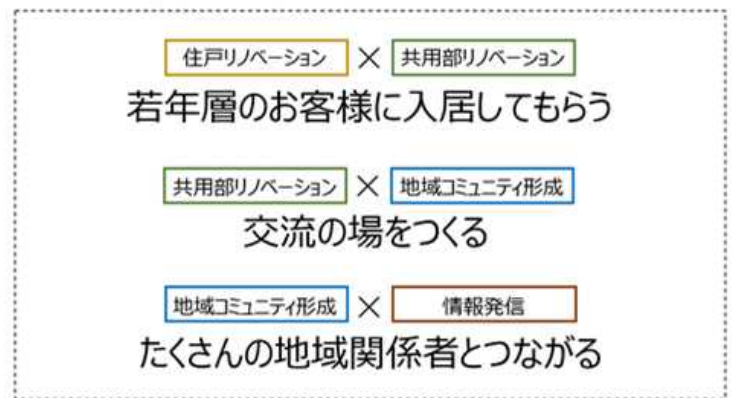 住戸リノベーション × 共用部リノベーション
若年層のお客様に入居してもらう
共用部リノベーション × 地域コミュニティ形成
交流の場をつくる
地域コミュニティ形成 × 情報発信
たくさんの地域関係者とつながる